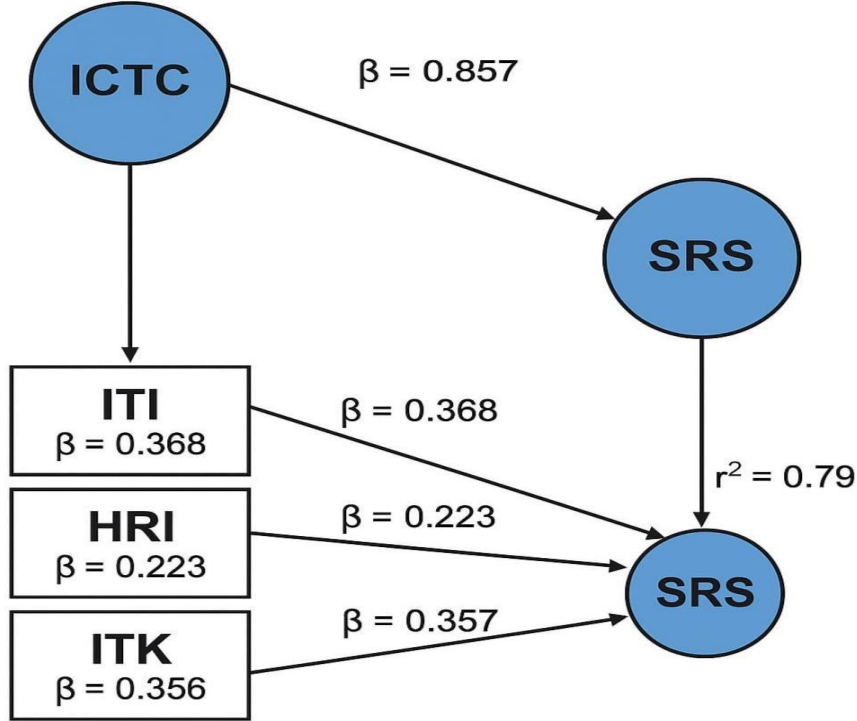 ICTC
β = 0.857
SRS
ITI
β = 0.368
β = 0.368
r² = 0.79
HRI
β = 0.223
β = 0.223
SRS
ITK
β = 0.356
β = 0.357